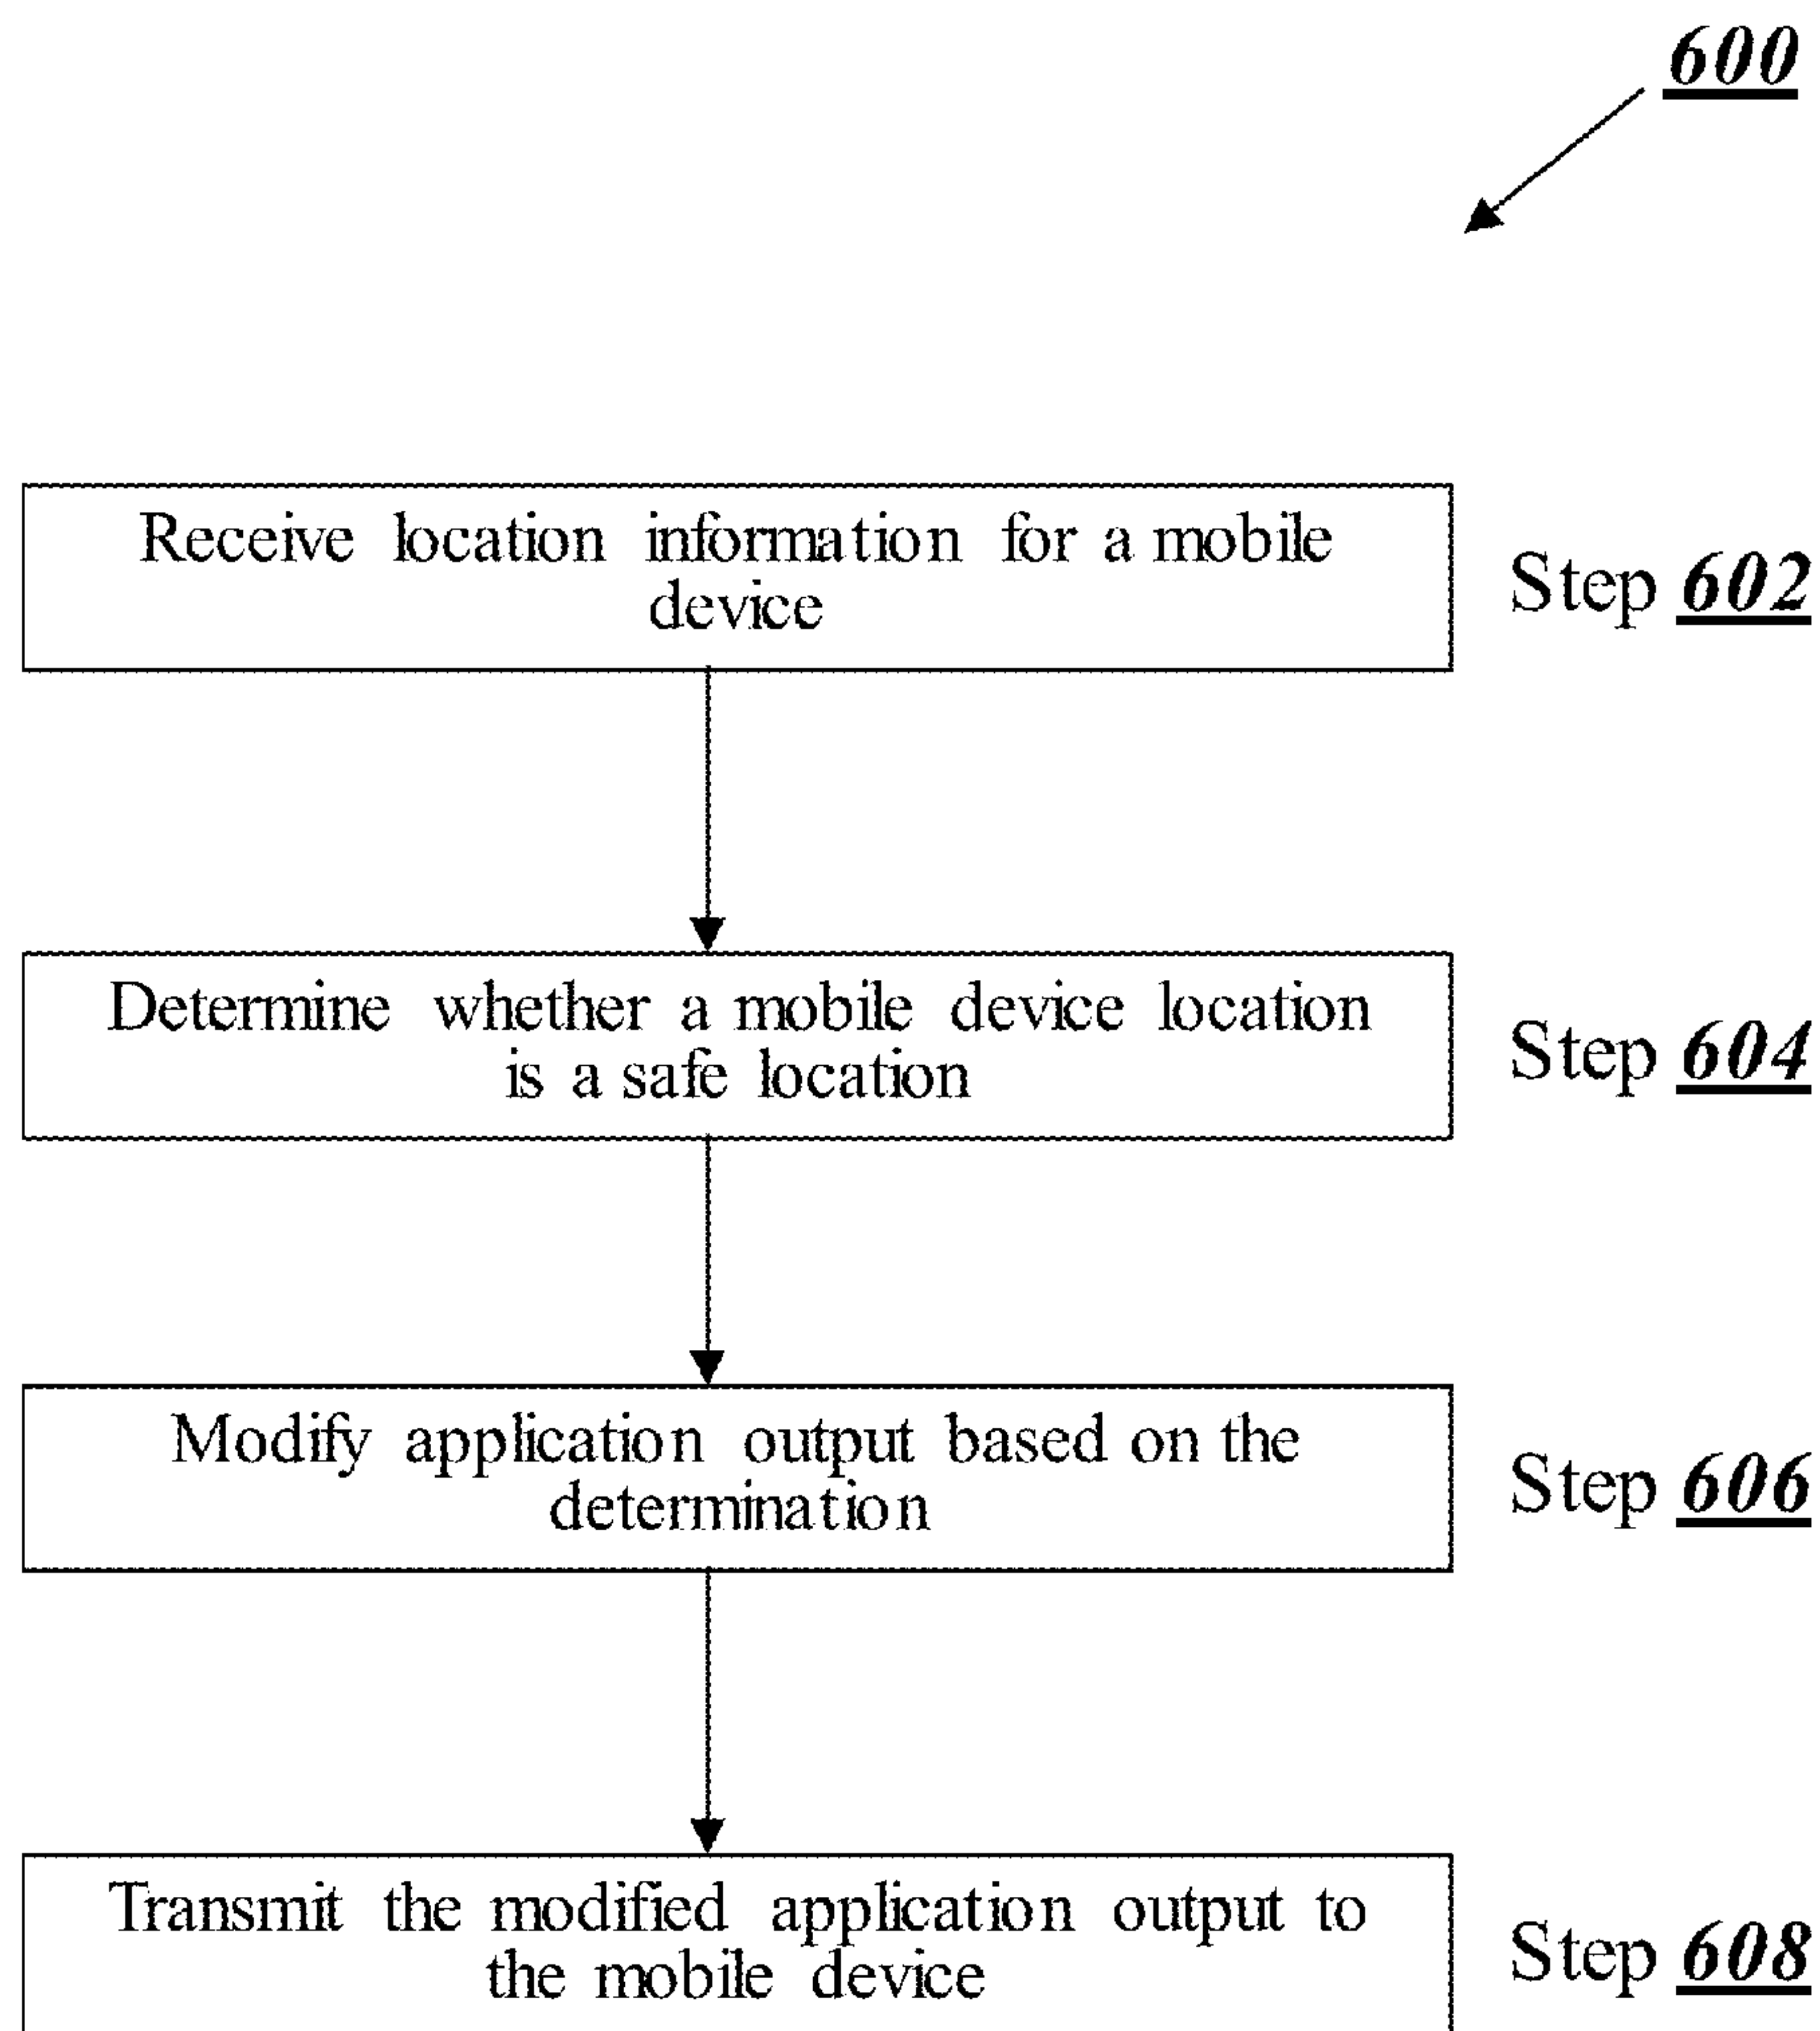 600
Receive location information for a mobile
device
Step 602
Determine whether a mobile device location
is a safe location
Step 604
Modify application output based on the
determination
Step 606
Transmit the modified application output to
the mobile device
Step 608